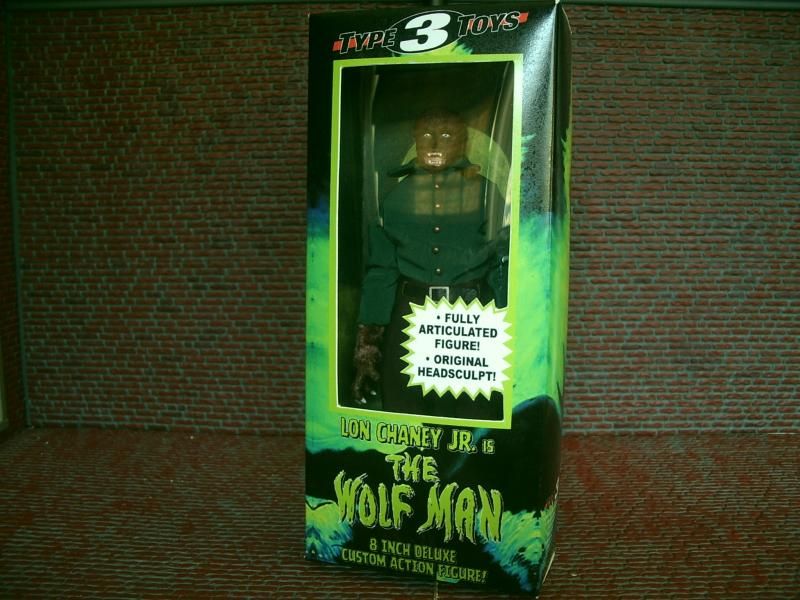 TYPE 3 TOYS
• FULLY
ARTICULATED
FIGURE!
• ORIGINAL
HEADSCULPT!
LON CHANEY JR. IS
THE
WOLF MAN
8 INCH DELUXE
CUSTOM ACTION FIGURE!